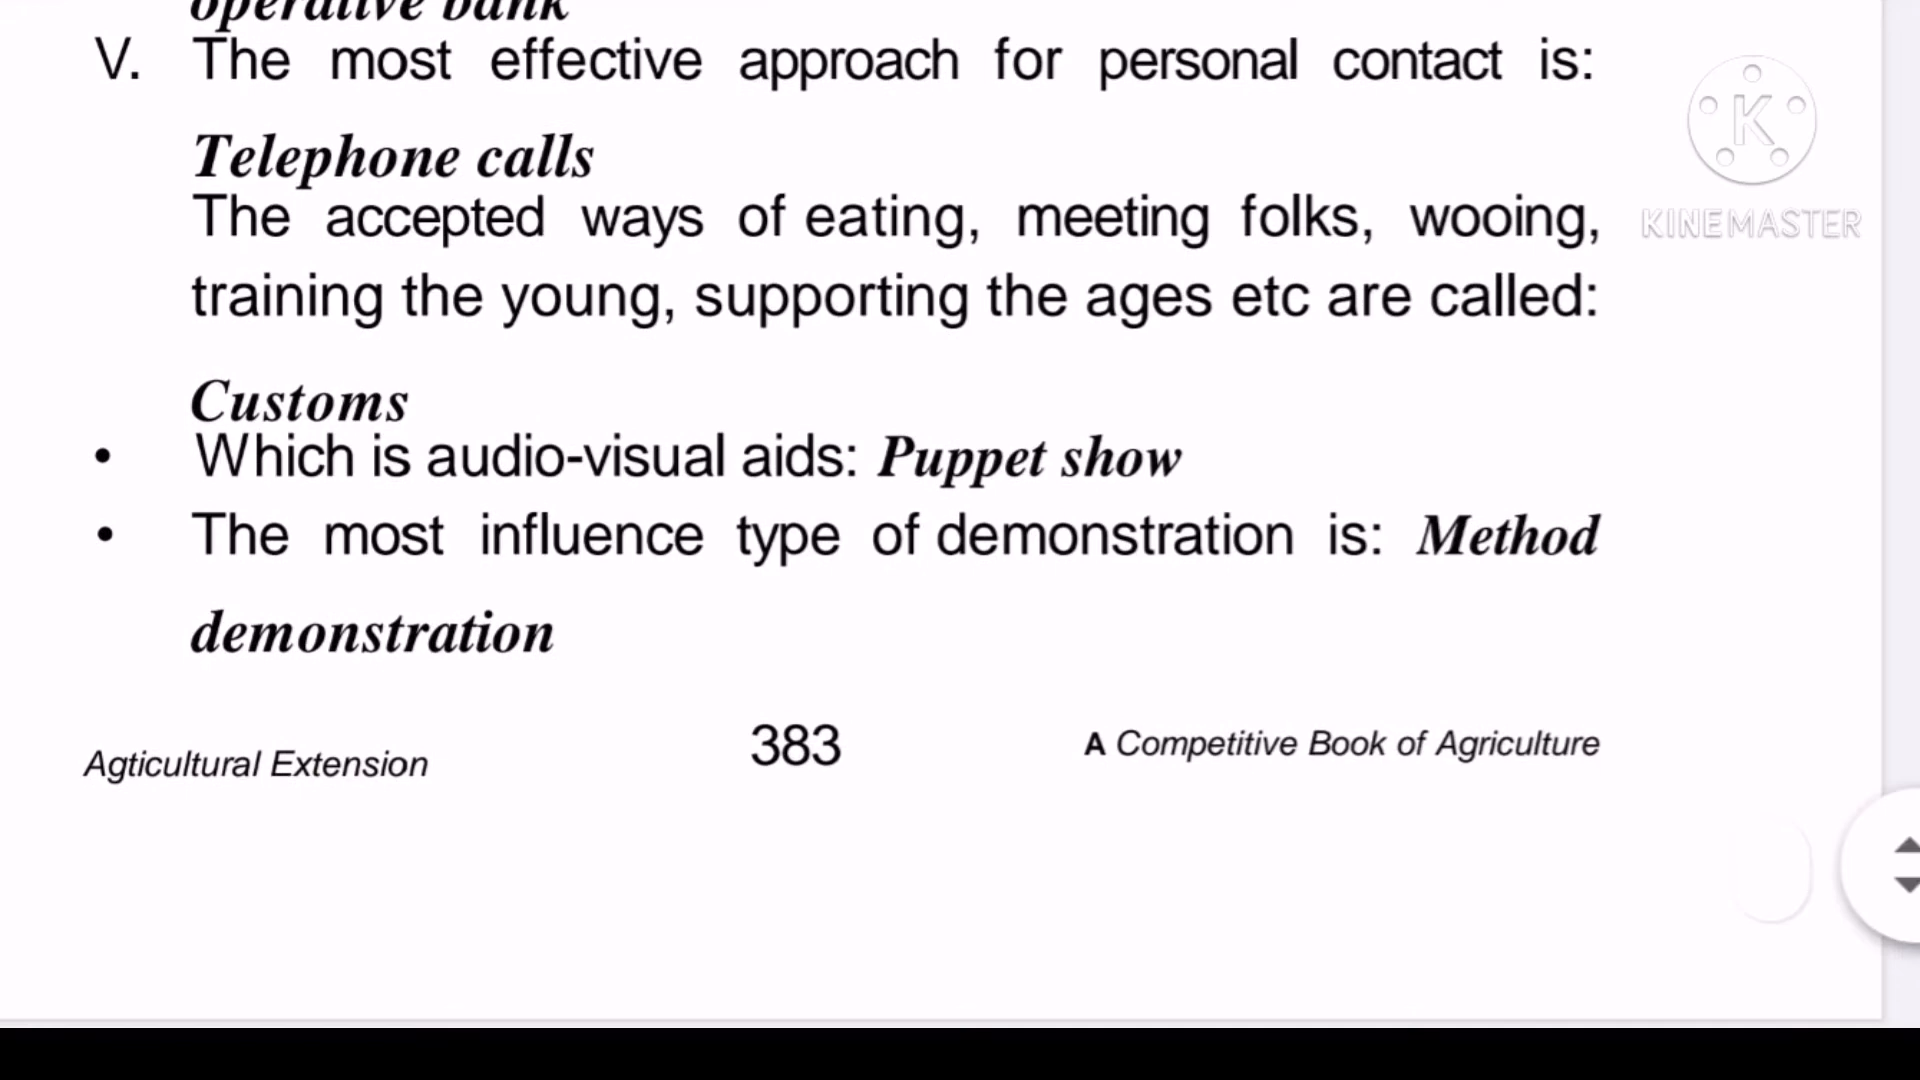 operative bank
V. The most effective approach for personal contact is:
Telephone calls
The accepted ways of eating, meeting folks, wooing,
training the young, supporting the ages etc are called:
Customs
• Which is audio-visual aids: Puppet show
• The most influence type of demonstration is: Method
demonstration
Agticultural Extension 383 A Competitive Book of Agriculture
K
KINEMASTER